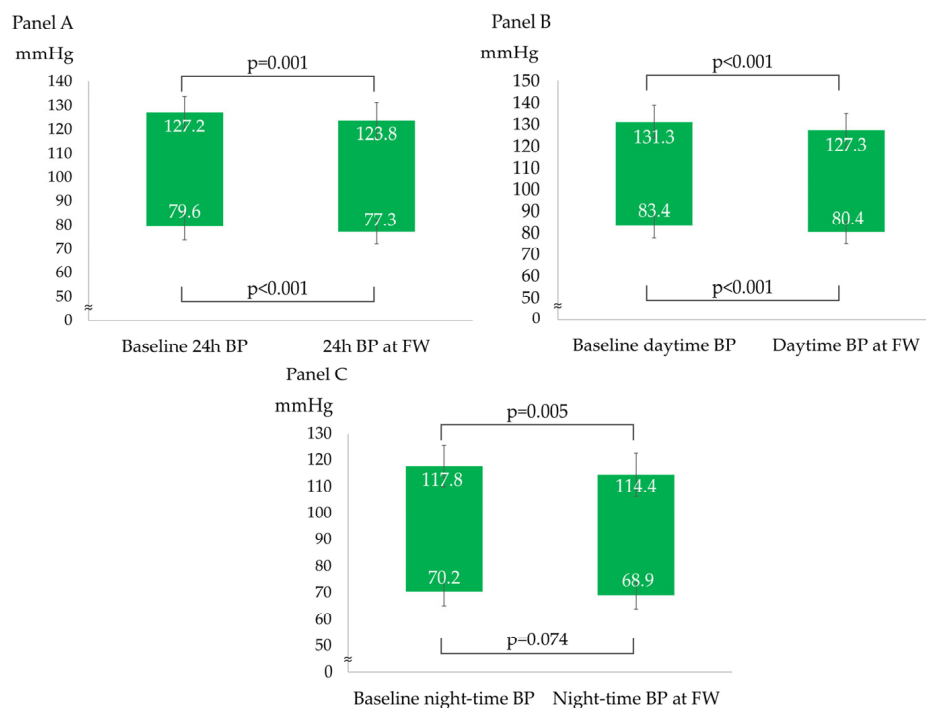 Panel A
mmHg
p=0.001
140
130
120
110
100
90
80
70
60
50
≈
0
127.2
123.8
79.6
77.3
p<0.001
Baseline 24h BP
24h BP at FW
Panel B
mmHg
p<0.001
150
140
130
120
110
100
90
80
70
60
50
≈
0
131.3
127.3
83.4
80.4
p<0.001
Baseline daytime BP
Daytime BP at FW
Panel C
mmHg
p=0.005
130
120
110
100
90
80
70
60
50
≈
0
117.8
114.4
70.2
68.9
p=0.074
Baseline night-time BP
Night-time BP at FW